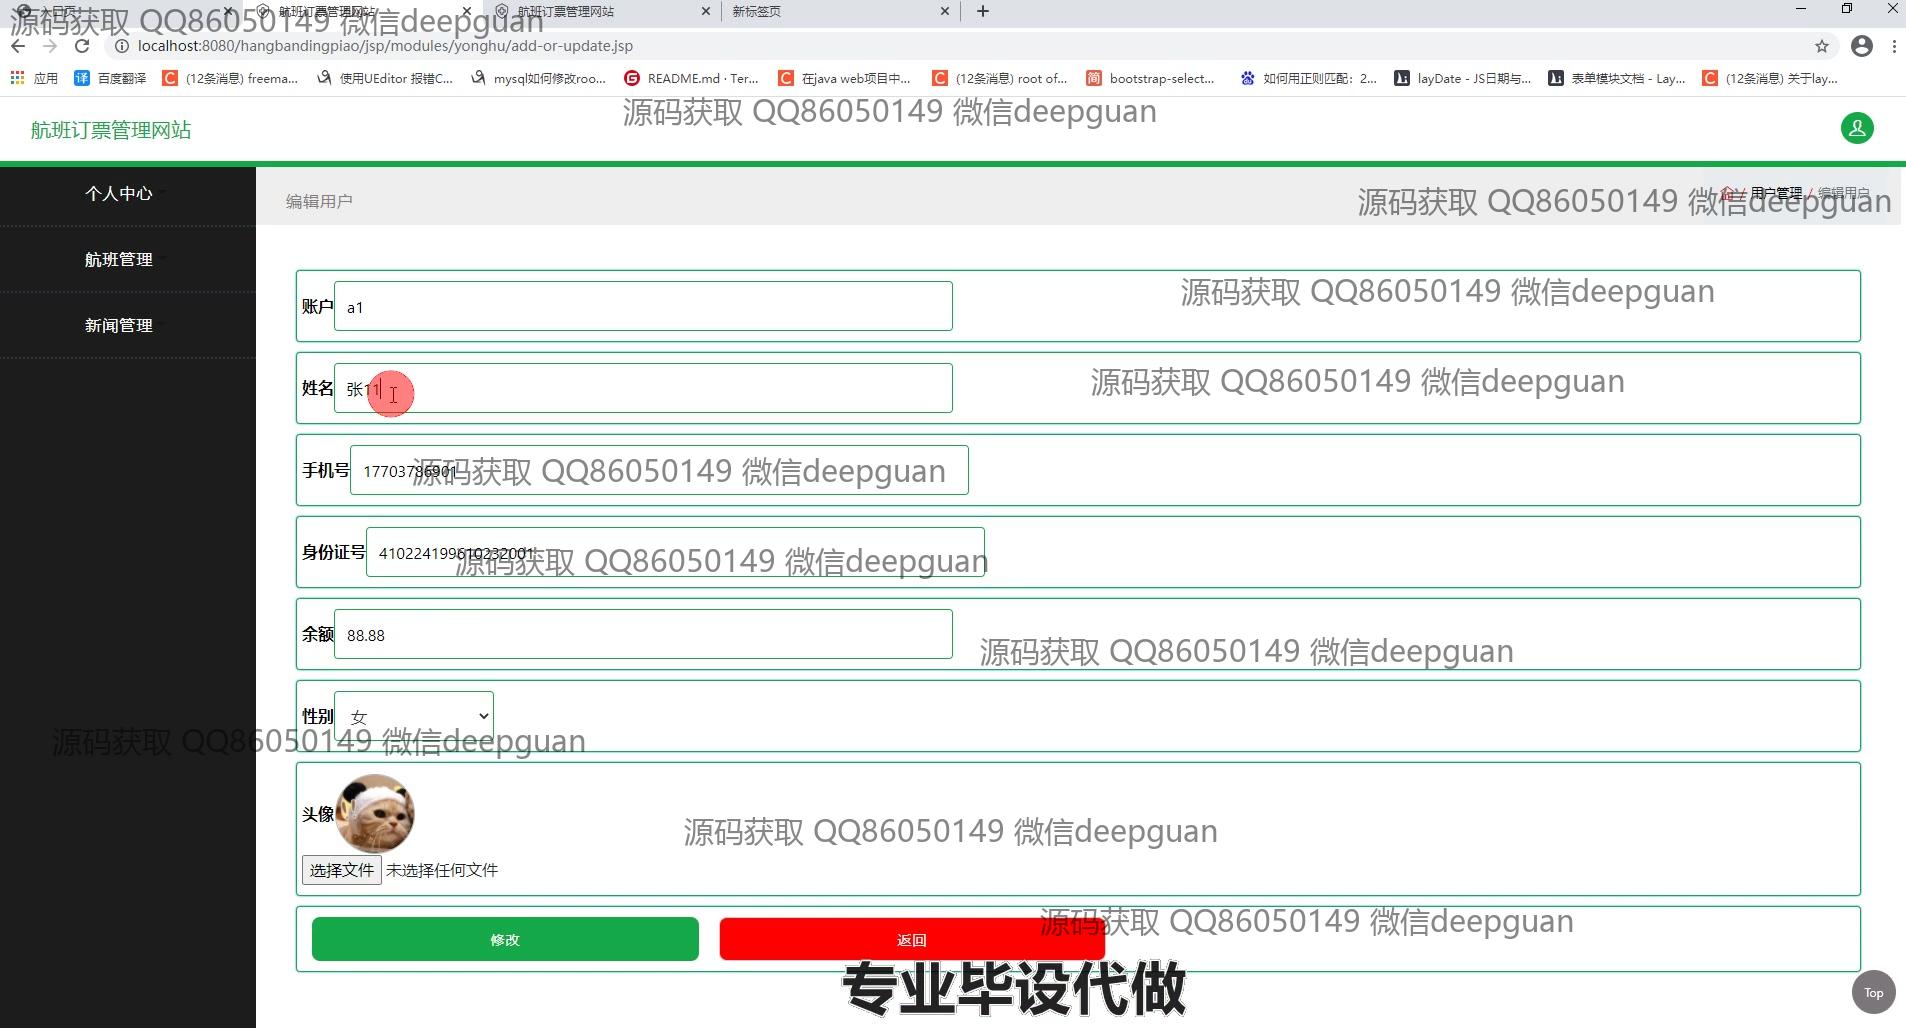 航班订票管理网站
航班订票管理网站
新标签页
源码获取 QQ86050149 微信deepguan
localhost:8080/hangbandingpiao/jsp/modules/yonghu/add-or-update.jsp
应用
百度翻译
(12条消息) freema...
使用UEditor 报错C...
mysql如何修改roo...
README.md · Ter...
在java web项目中...
(12条消息) root of...
bootstrap-select...
如何用正则匹配：2...
layDate - JS日期与...
表单模块文档 - Lay...
(12条消息) 关于lay...
源码获取 QQ86050149 微信deepguan
航班订票管理网站
个人中心
编辑用户
用户管理 / 编辑用户
源码获取 QQ86050149 微信deepguan
航班管理
新闻管理
源码获取 QQ86050149 微信deepguan
账户 a1
姓名 张11
源码获取 QQ86050149 微信deepguan
手机号 17703786901
源码获取 QQ86050149 微信deepguan
身份证号 410224199610232001
源码获取 QQ86050149 微信deepguan
余额 88.88
源码获取 QQ86050149 微信deepguan
性别 女
源码获取 QQ86050149 微信deepguan
头像
源码获取 QQ86050149 微信deepguan
选择文件 未选择任何文件
源码获取 QQ86050149 微信deepguan
修改
返回
专业毕设代做
Top